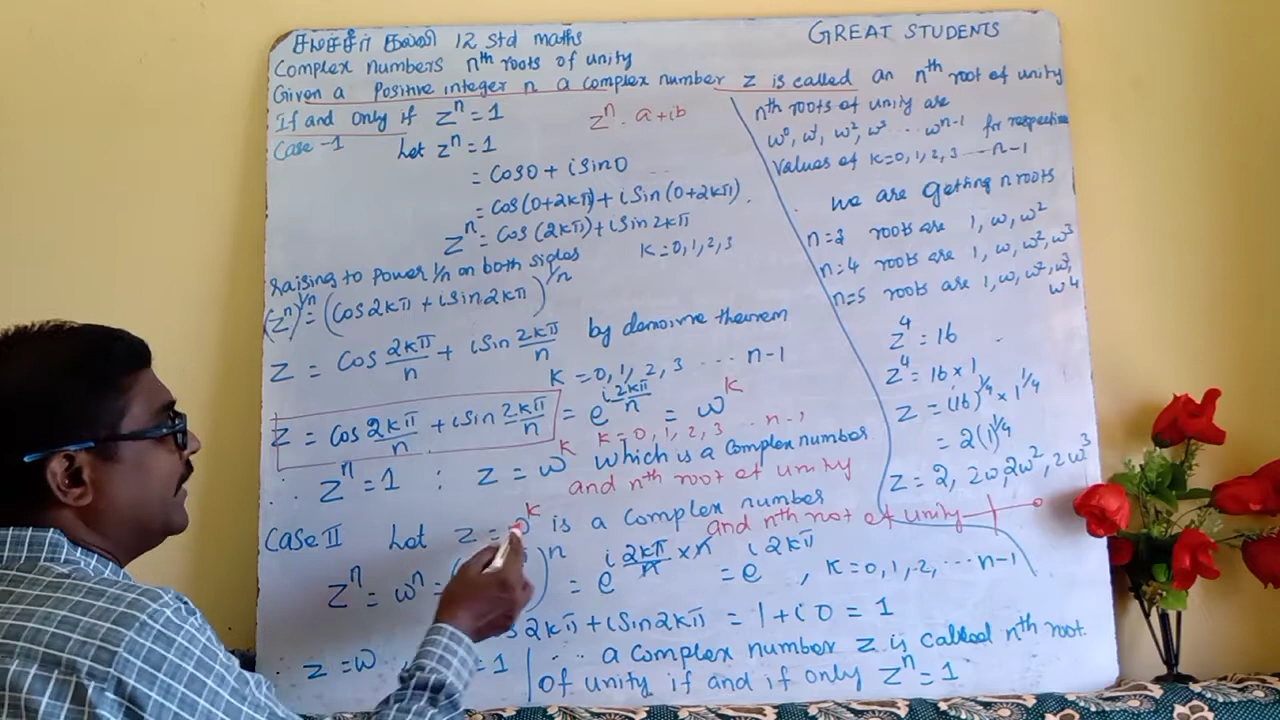 சமச்சீர் கல்வி 12 Std maths
GREAT STUDENTS
Complex numbers nᵗʰ roots of unity
Given a Positive integer n a complex number z is called an nᵗʰ root of unity
If and only if zⁿ = 1
zⁿ = a+ib
Case -1 Let zⁿ = 1
= Cos0 + iSin0
= Cos(0+2kπ) + iSin(0+2kπ).
zⁿ = Cos(2kπ) + iSin2kπ
K = 0, 1, 2, 3
Raising to power 1/n on both sides
(zⁿ)^1/n = (Cos2kπ + iSin2kπ)^1/n
z = Cos 2kπ/n + iSin 2kπ/n by demoivre theorem
K = 0, 1, 2, 3 ... n-1
z = Cos 2kπ/n + iSin 2kπ/n = e^i2kπ/n = ω^K
K = 0, 1, 2, 3 ... n-1
∴ zⁿ = 1 : z = ω^K which is a complex number
and nᵗʰ root of unity
Case II Let z = ^K is a complex number
and nᵗʰ root of unity
zⁿ = ωⁿ = ( )ⁿ = e^i 2kπ/n × n = e^i2kπ, K = 0, 1, 2, ... n-1
2kπ + iSin2kπ = 1 + i0 = 1
z = ω = 1
∴ a complex number z is called nᵗʰ root
of unity if and if only zⁿ = 1
nᵗʰ roots of unity are
ω⁰, ω¹, ω², ω³ ... ωⁿ⁻¹ for respective
Values of K = 0, 1, 2, 3 ... n-1
we are getting n roots
n=3 roots are 1, ω, ω²
n=4 roots are 1, ω, ω², ω³
n=5 roots are 1, ω, ω², ω³,
ω⁴
z⁴ = 16
z⁴ = 16 × 1
z = (16)^1/4 × 1^1/4
= 2(1)^1/4
z = 2, 2ω, 2ω², 2ω³